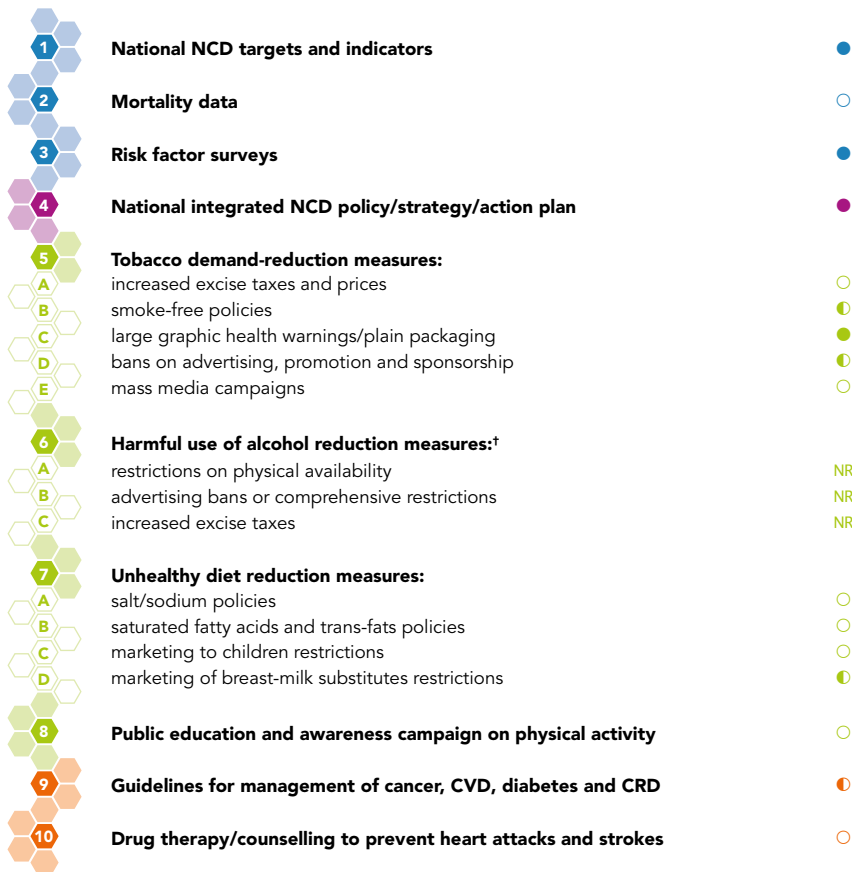 1 National NCD targets and indicators ●
2 Mortality data ○
3 Risk factor surveys ●
4 National integrated NCD policy/strategy/action plan ●
5 Tobacco demand-reduction measures:
A increased excise taxes and prices ○
B smoke-free policies ◐
C large graphic health warnings/plain packaging ●
D bans on advertising, promotion and sponsorship ◐
E mass media campaigns ○
6 Harmful use of alcohol reduction measures:†
A restrictions on physical availability NR
B advertising bans or comprehensive restrictions NR
C increased excise taxes NR
7 Unhealthy diet reduction measures:
A salt/sodium policies ○
B saturated fatty acids and trans-fats policies ○
C marketing to children restrictions ○
D marketing of breast-milk substitutes restrictions ◐
8 Public education and awareness campaign on physical activity ○
9 Guidelines for management of cancer, CVD, diabetes and CRD ◐
10 Drug therapy/counselling to prevent heart attacks and strokes ○